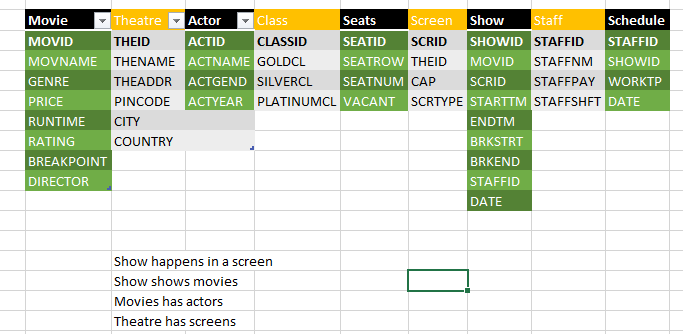 Movie Theatre Actor Class Seats Screen Show Staff Schedule
MOVID THEID ACTID CLASSID SEATID SCRID SHOWID STAFFID STAFFID
MOVNAME THENAME ACTNAME GOLDCL SEATROW THEID MOVID STAFFNM SHOWID
GENRE THEADDR ACTGEND SILVERCL SEATNUM CAP SCRID STAFFPAY WORKTP
PRICE PINCODE ACTYEAR PLATINUMCL VACANT SCRTYPE STARTTM STAFFSHFT DATE
RUNTIME CITY ENDTM
RATING COUNTRY BRKSTRT
BREAKPOINT BRKEND
DIRECTOR STAFFID
DATE
Show happens in a screen
Show shows movies
Movies has actors
Theatre has screens